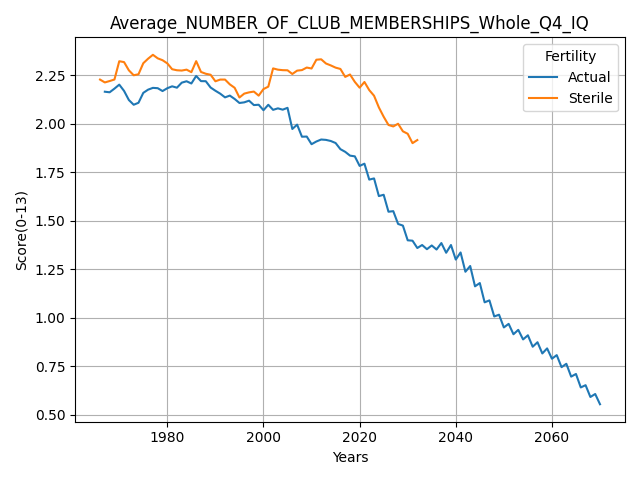 Average_NUMBER_OF_CLUB_MEMBERSHIPS_Whole_Q4_IQ
Fertility
Actual
Sterile
Score(0-13)
2.25
2.00
1.75
1.50
1.25
1.00
0.75
0.50
1980 2000 2020 2040 2060
Years